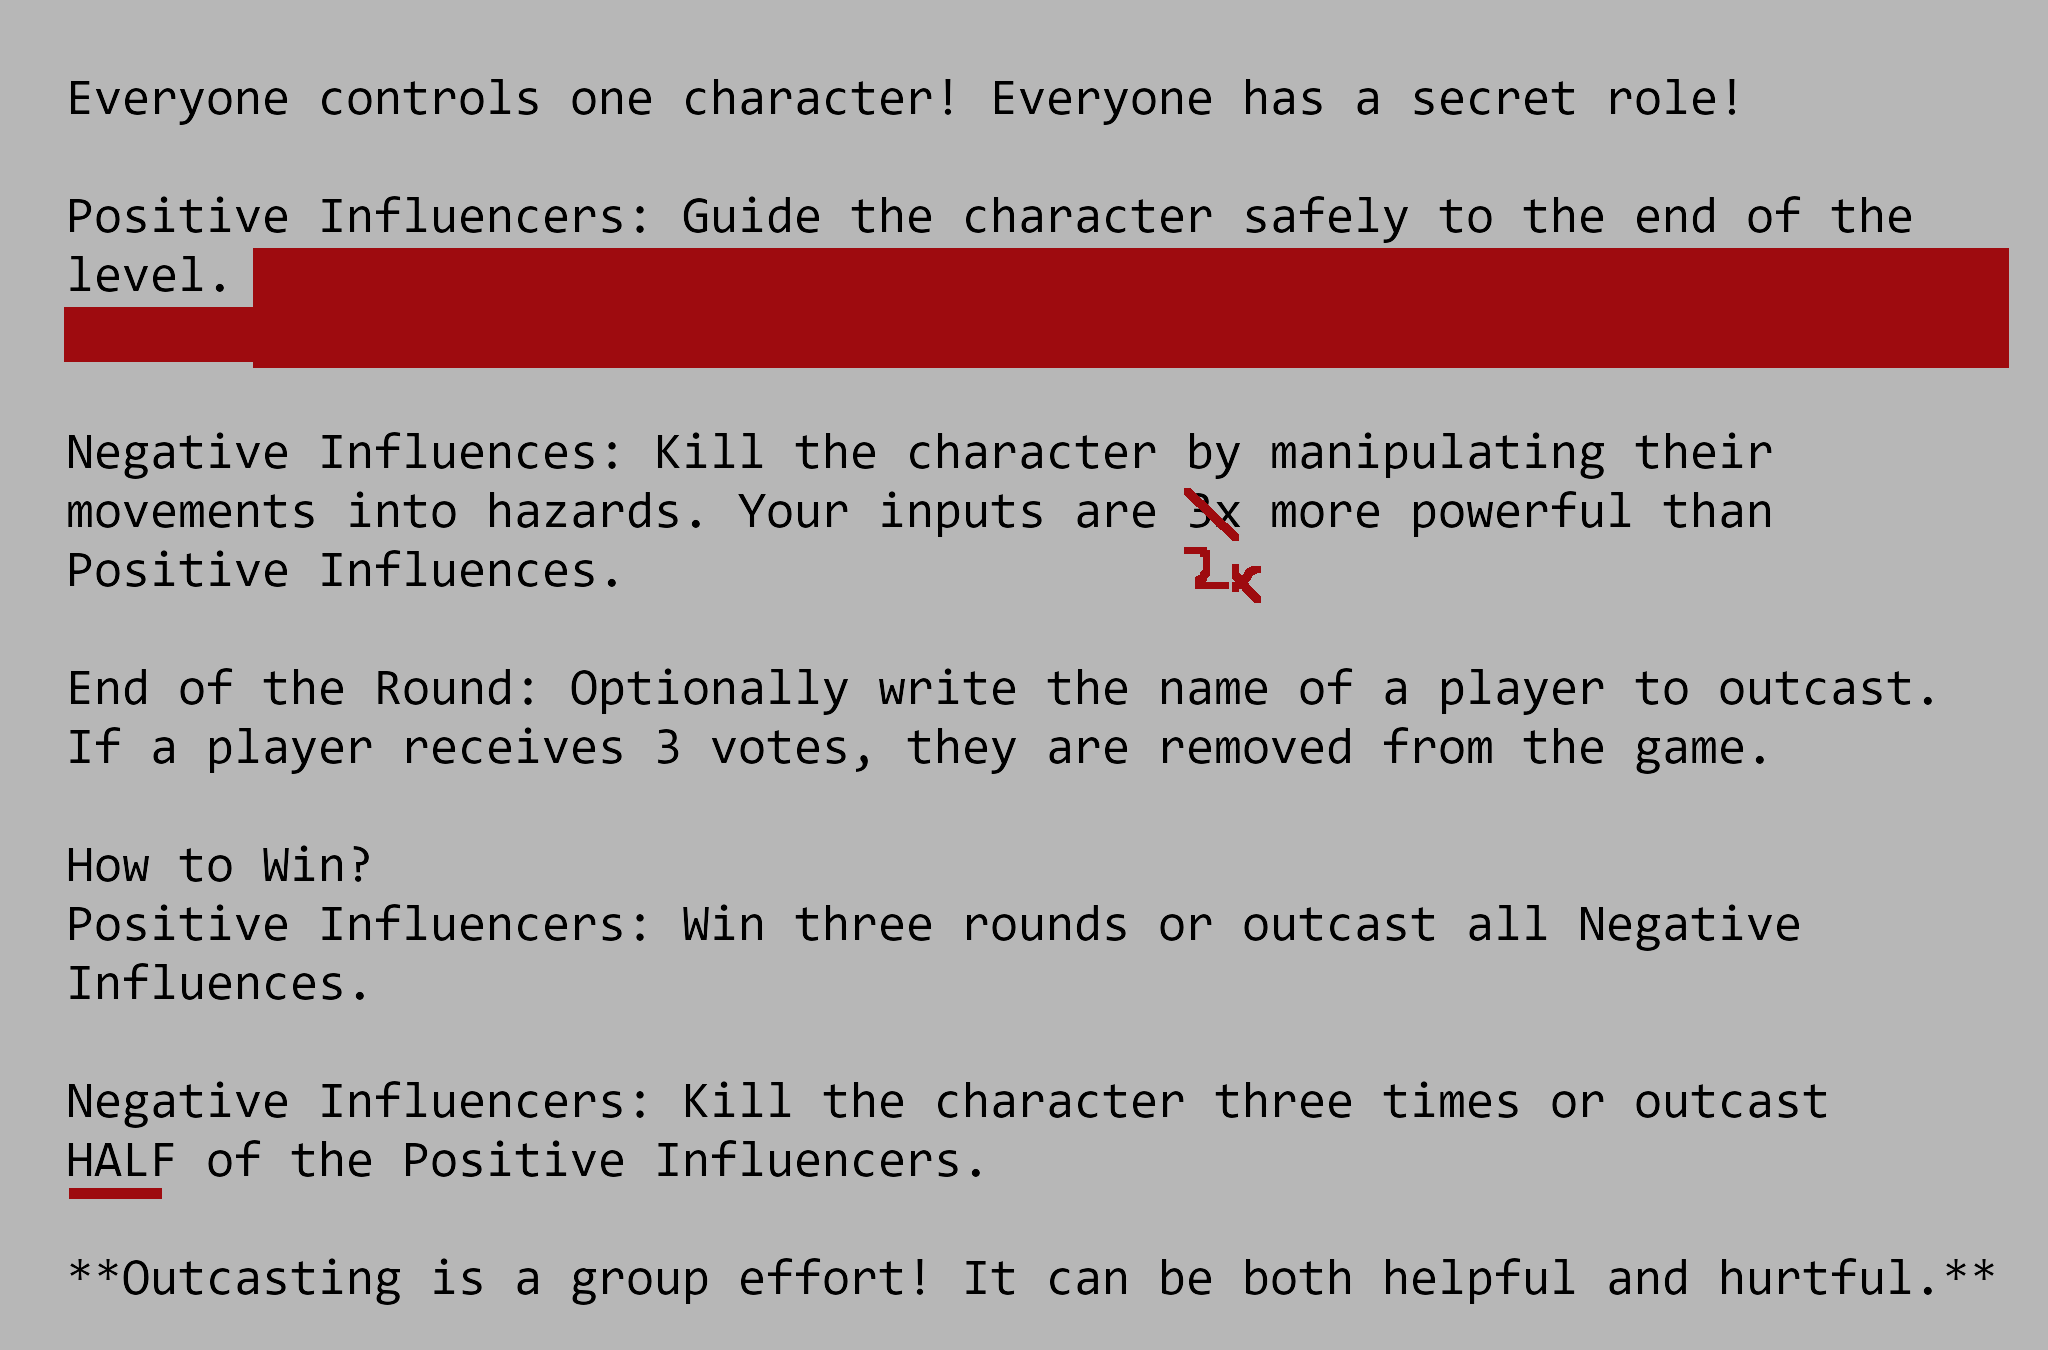 Everyone controls one character! Everyone has a secret role!
Positive Influencers: Guide the character safely to the end of the
level.
Negative Influences: Kill the character by manipulating their
movements into hazards. Your inputs are 3x more powerful than
Positive Influences. 2x
End of the Round: Optionally write the name of a player to outcast.
If a player receives 3 votes, they are removed from the game.
How to Win?
Positive Influencers: Win three rounds or outcast all Negative
Influences.
Negative Influencers: Kill the character three times or outcast
HALF of the Positive Influencers.
**Outcasting is a group effort! It can be both helpful and hurtful.**